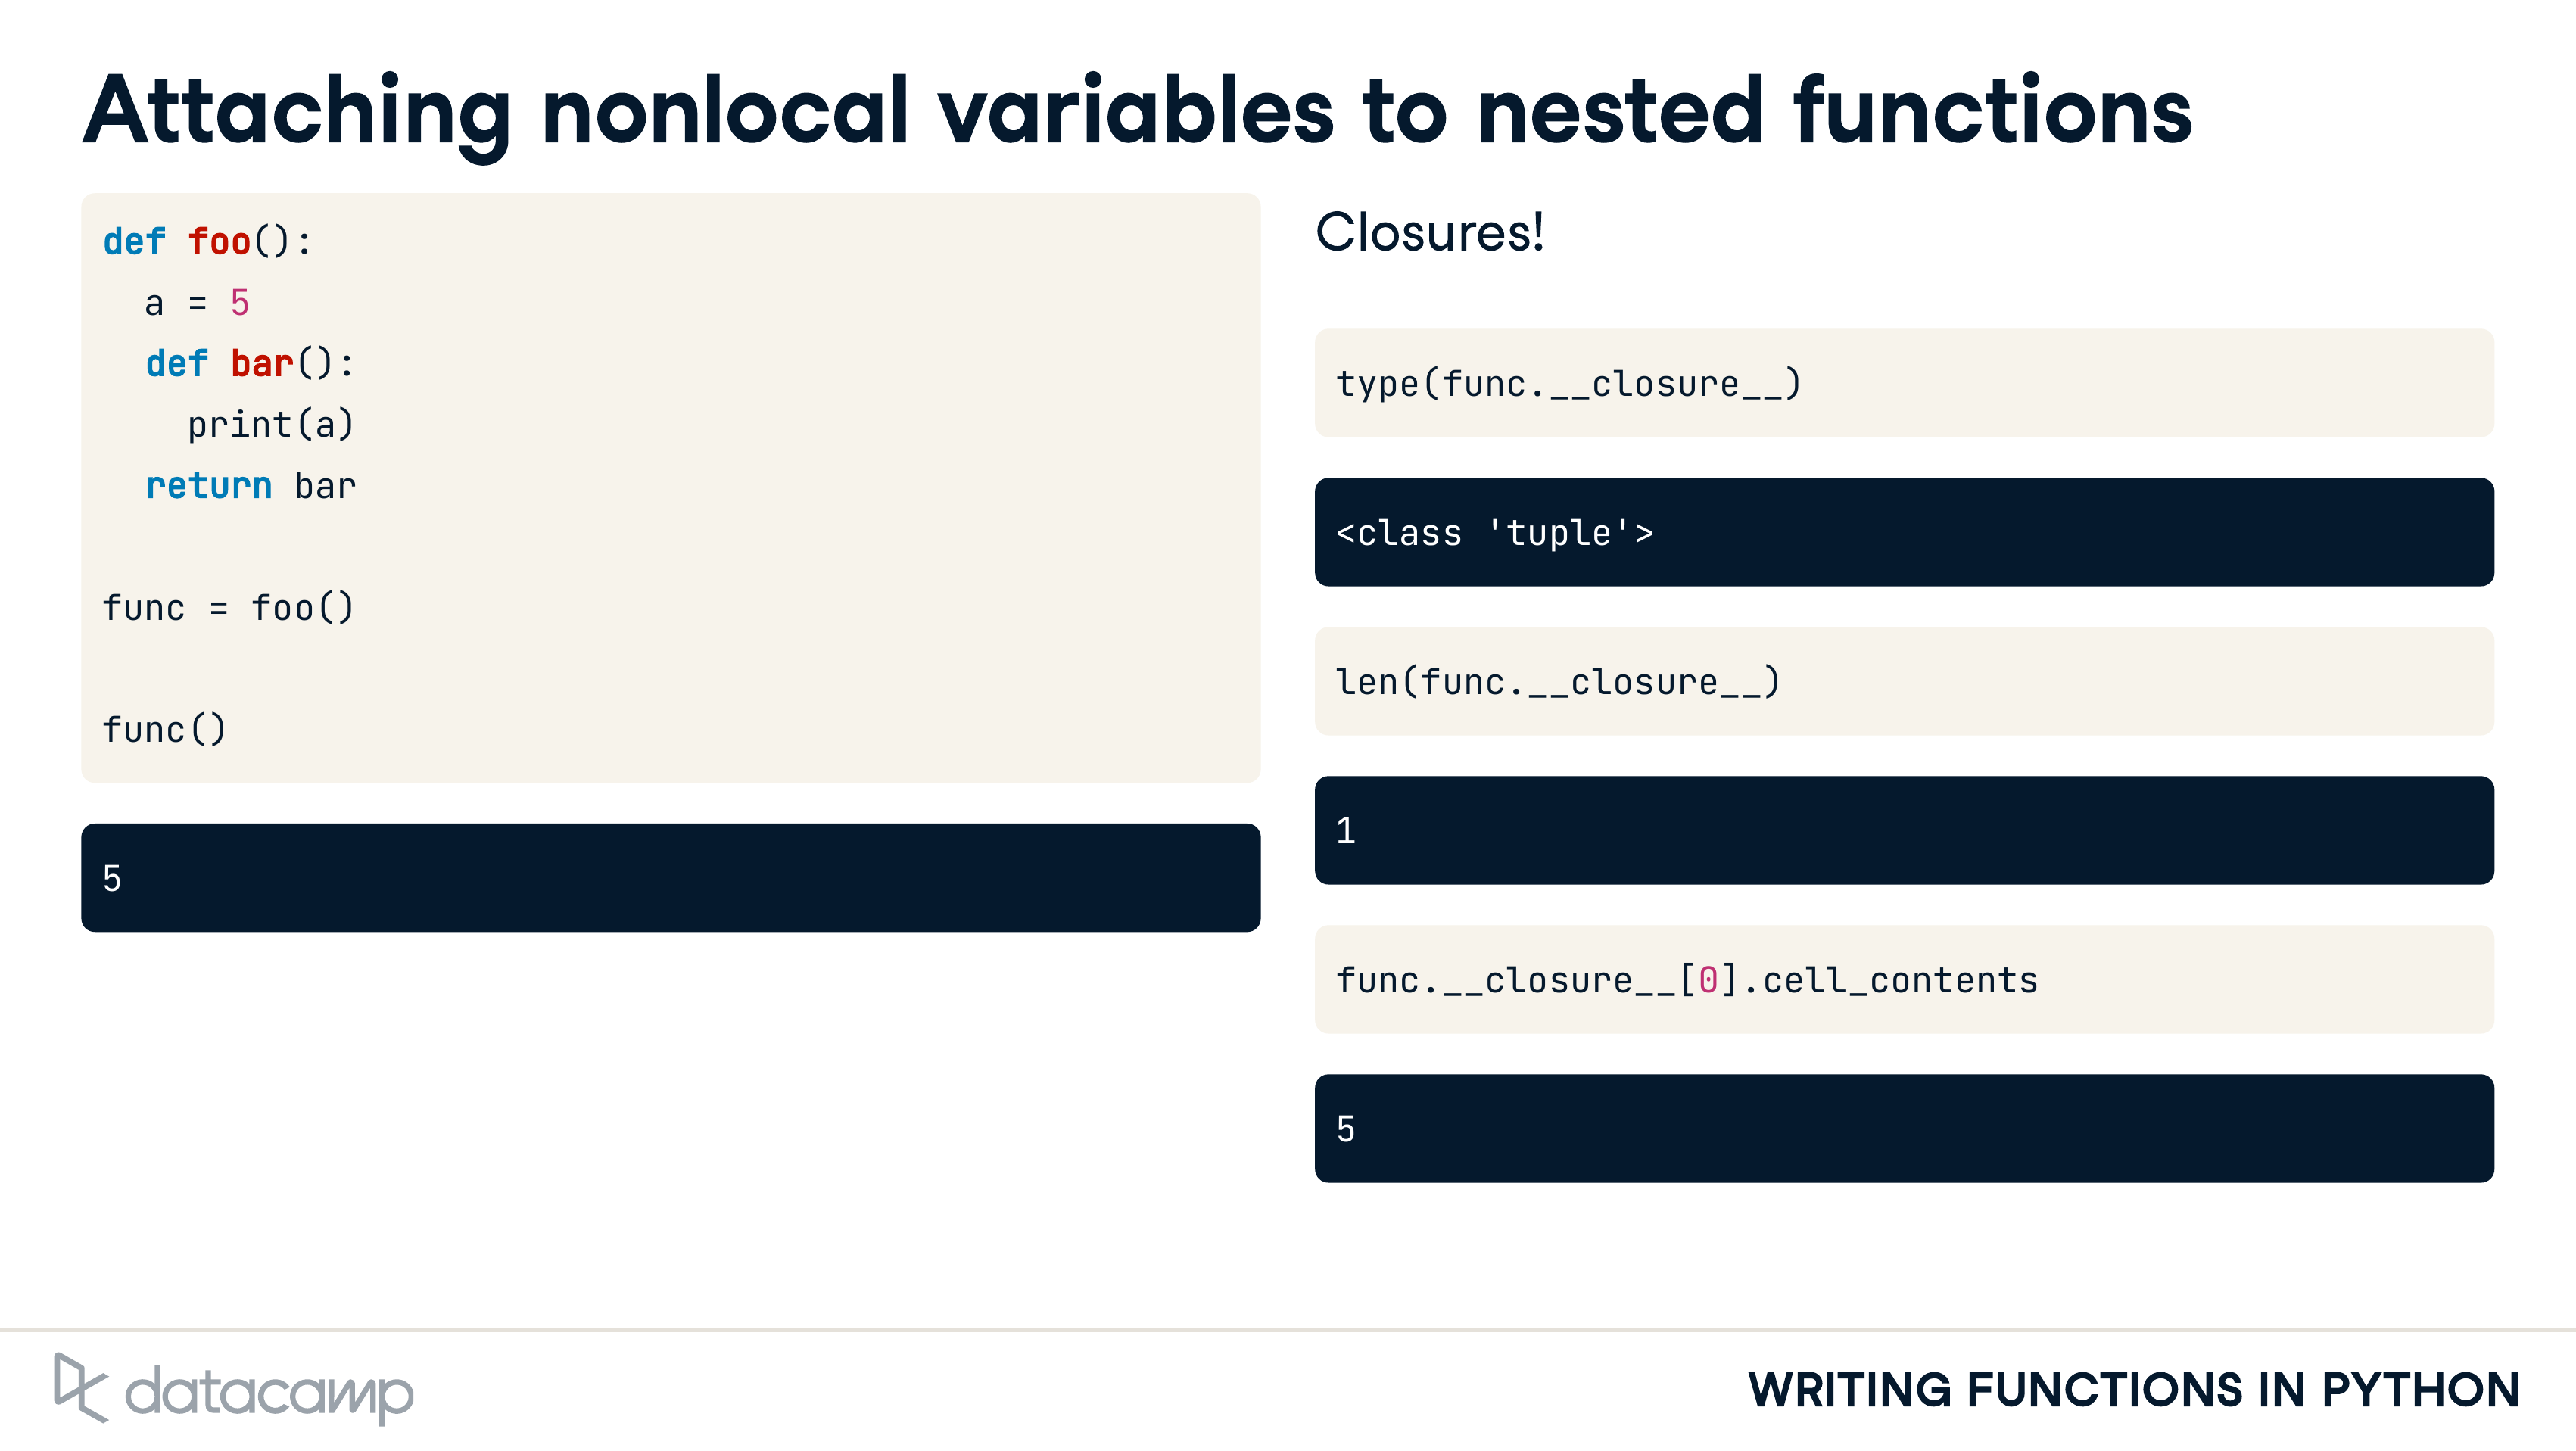 Attaching nonlocal variables to nested functions
def foo():
  a = 5
  def bar():
    print(a)
  return bar
func = foo()
func()
5
Closures!
type(func.__closure__)
<class 'tuple'>
len(func.__closure__)
1
func.__closure__[0].cell_contents
5
datacamp
WRITING FUNCTIONS IN PYTHON